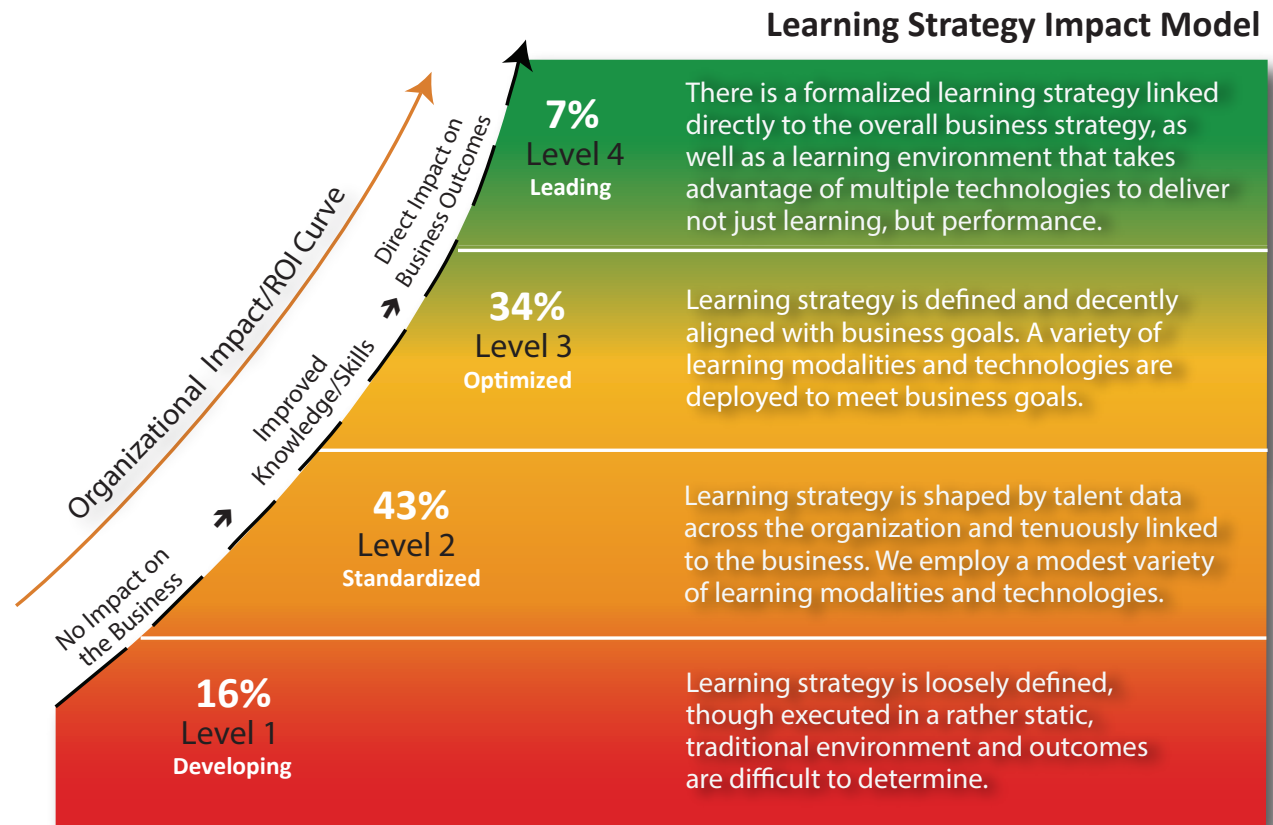 Learning Strategy Impact Model
Organizational Impact/ROI Curve
No Impact on
the Business
Improved
Knowledge/Skills
Direct Impact on
Business Outcomes
7%
Level 4
Leading
There is a formalized learning strategy linked
directly to the overall business strategy, as
well as a learning environment that takes
advantage of multiple technologies to deliver
not just learning, but performance.
34%
Level 3
Optimized
Learning strategy is defined and decently
aligned with business goals. A variety of
learning modalities and technologies are
deployed to meet business goals.
43%
Level 2
Standardized
Learning strategy is shaped by talent data
across the organization and tenuously linked
to the business. We employ a modest variety
of learning modalities and technologies.
16%
Level 1
Developing
Learning strategy is loosely defined,
though executed in a rather static,
traditional environment and outcomes
are difficult to determine.